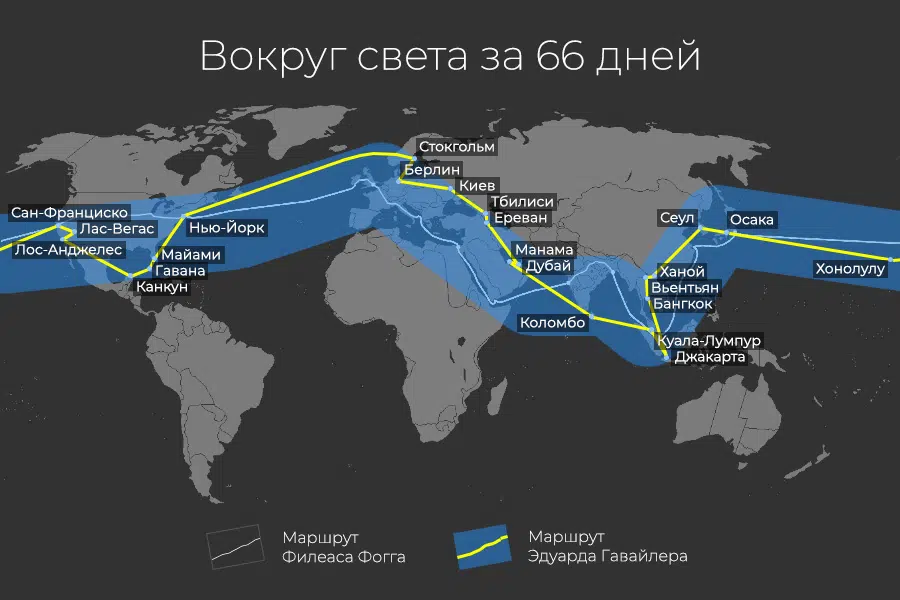 Вокруг света за 66 дней
Стокгольм
Берлин
Киев
Тбилиси
Ереван
Сан-Франциско
Лас-Вегас
Нью-Йорк
Лос-Анджелес
Майами
Гавана
Канкун
Манама
Дубай
Сеул
Осака
Хонолулу
Ханой
Вьентьян
Бангкок
Коломбо
Куала-Лумпур
Джакарта
Маршрут
Филеаса Фогга
Маршрут
Эдуарда Гавайлера